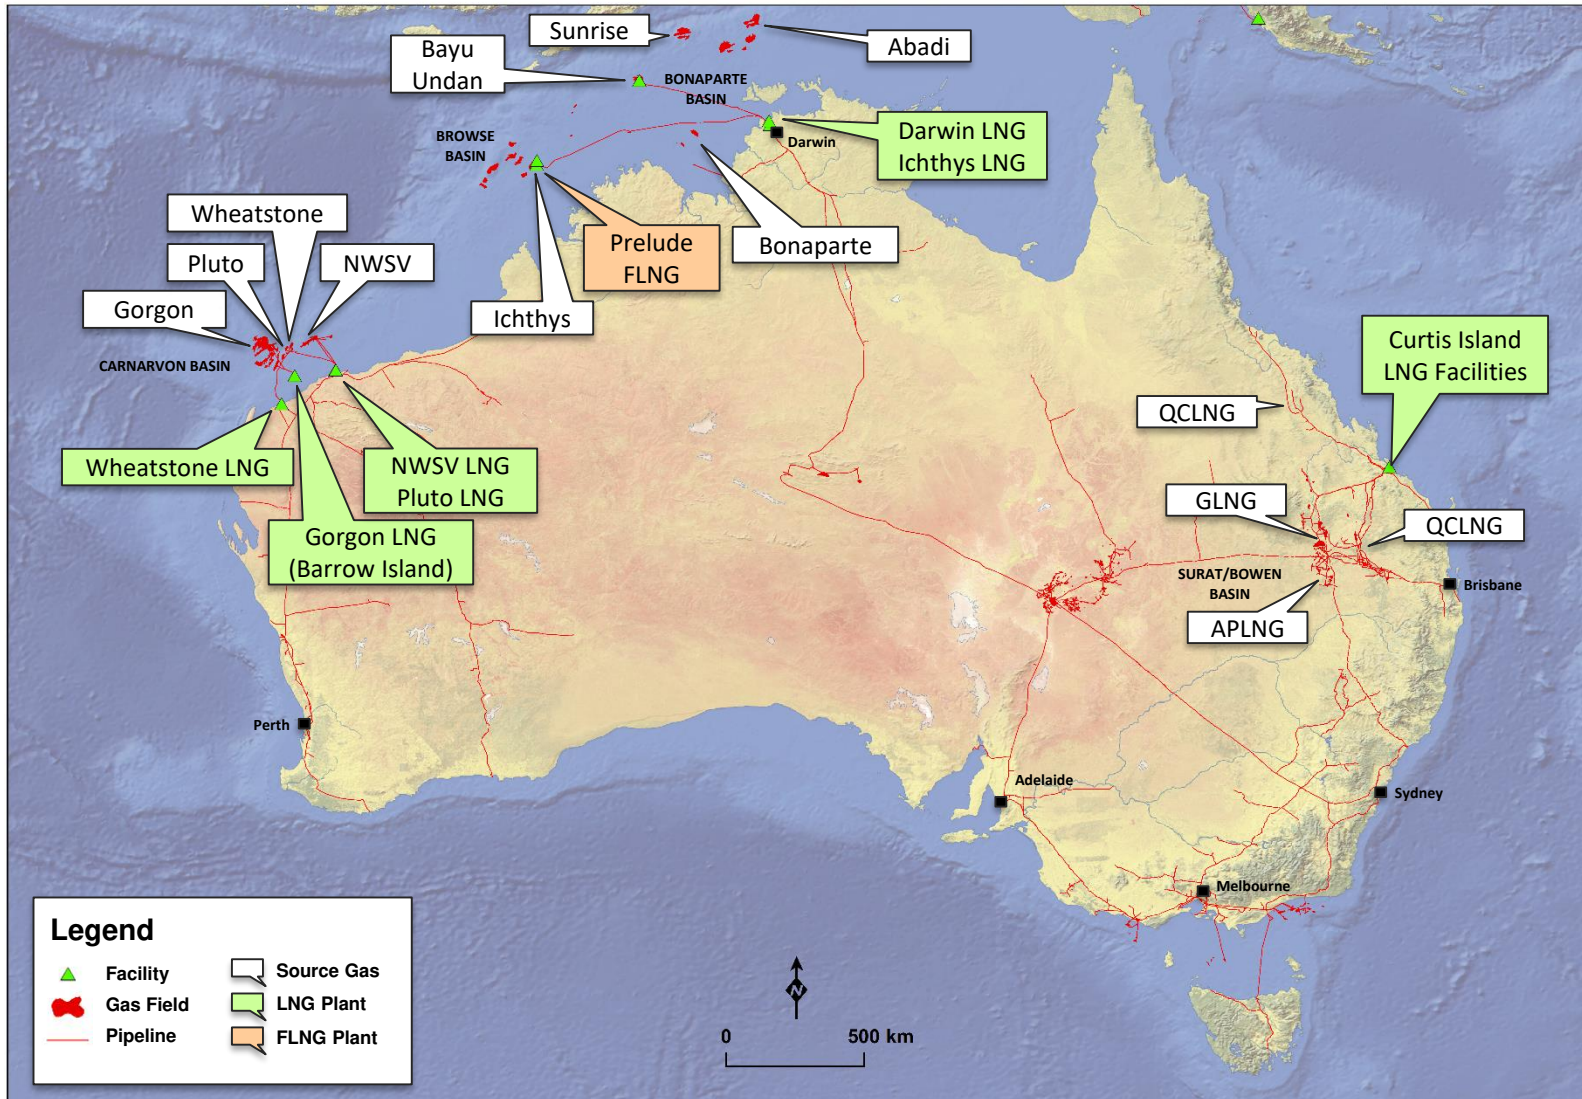 Sunrise
Abadi
Bayu
Undan
BONAPARTE
BASIN
BROWSE
BASIN
Darwin
Darwin LNG
Ichthys LNG
Wheatstone
Pluto
NWSV
Gorgon
Prelude
FLNG
Bonaparte
Ichthys
CARNARVON BASIN
Curtis Island
LNG Facilities
QCLNG
Wheatstone LNG
NWSV LNG
Pluto LNG
Gorgon LNG
(Barrow Island)
GLNG
QCLNG
SURAT/BOWEN
BASIN
Brisbane
APLNG
Perth
Adelaide
Sydney
Melbourne
Legend
Facility
Gas Field
Pipeline
Source Gas
LNG Plant
FLNG Plant
N
0 500 km